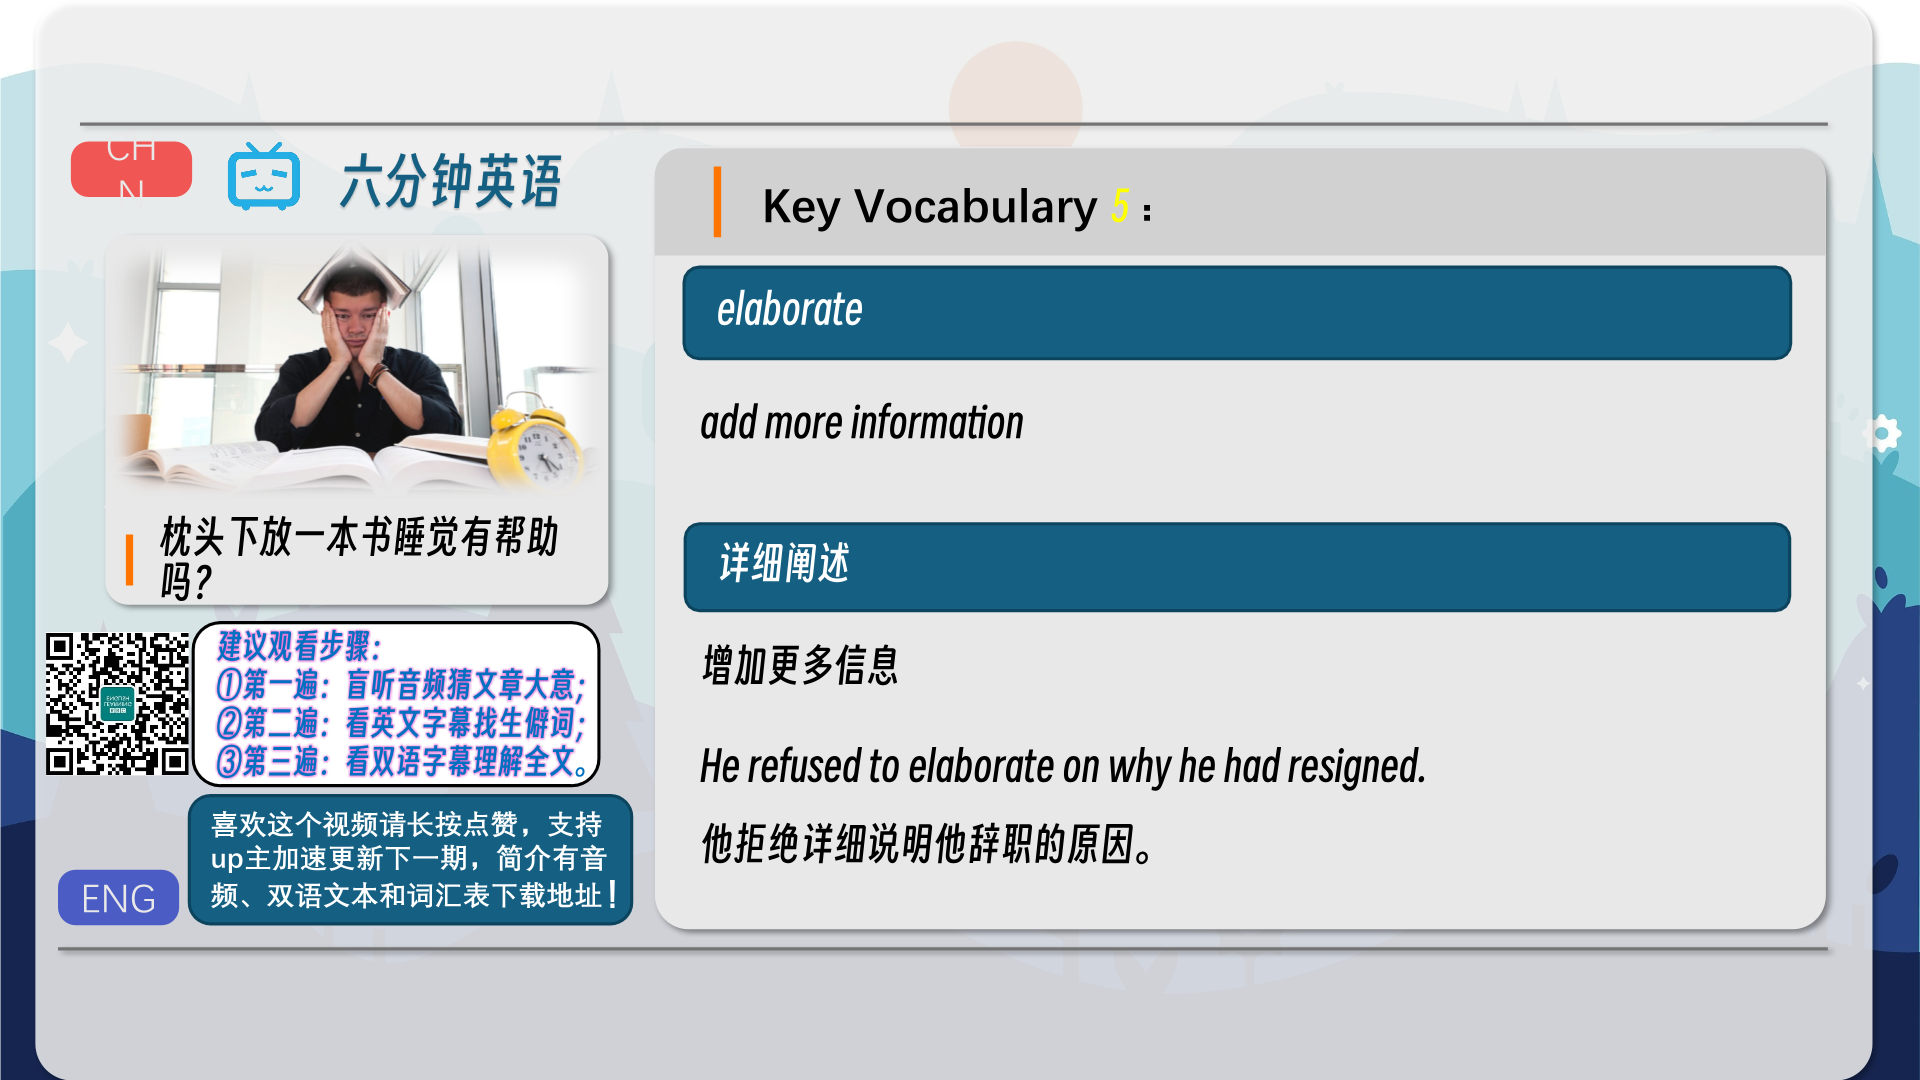 CH
N
六分钟英语
枕头下放一本书睡觉有帮助
吗？
建议观看步骤：
①第一遍：盲听音频猜文章大意；
②第二遍：看英文字幕找生僻词；
③第三遍：看双语字幕理解全文。
喜欢这个视频请长按点赞，支持
up主加速更新下一期，简介有音
频、双语文本和词汇表下载地址！
ENG
Key Vocabulary 5：
elaborate
add more information
详细阐述
增加更多信息
He refused to elaborate on why he had resigned.
他拒绝详细说明他辞职的原因。